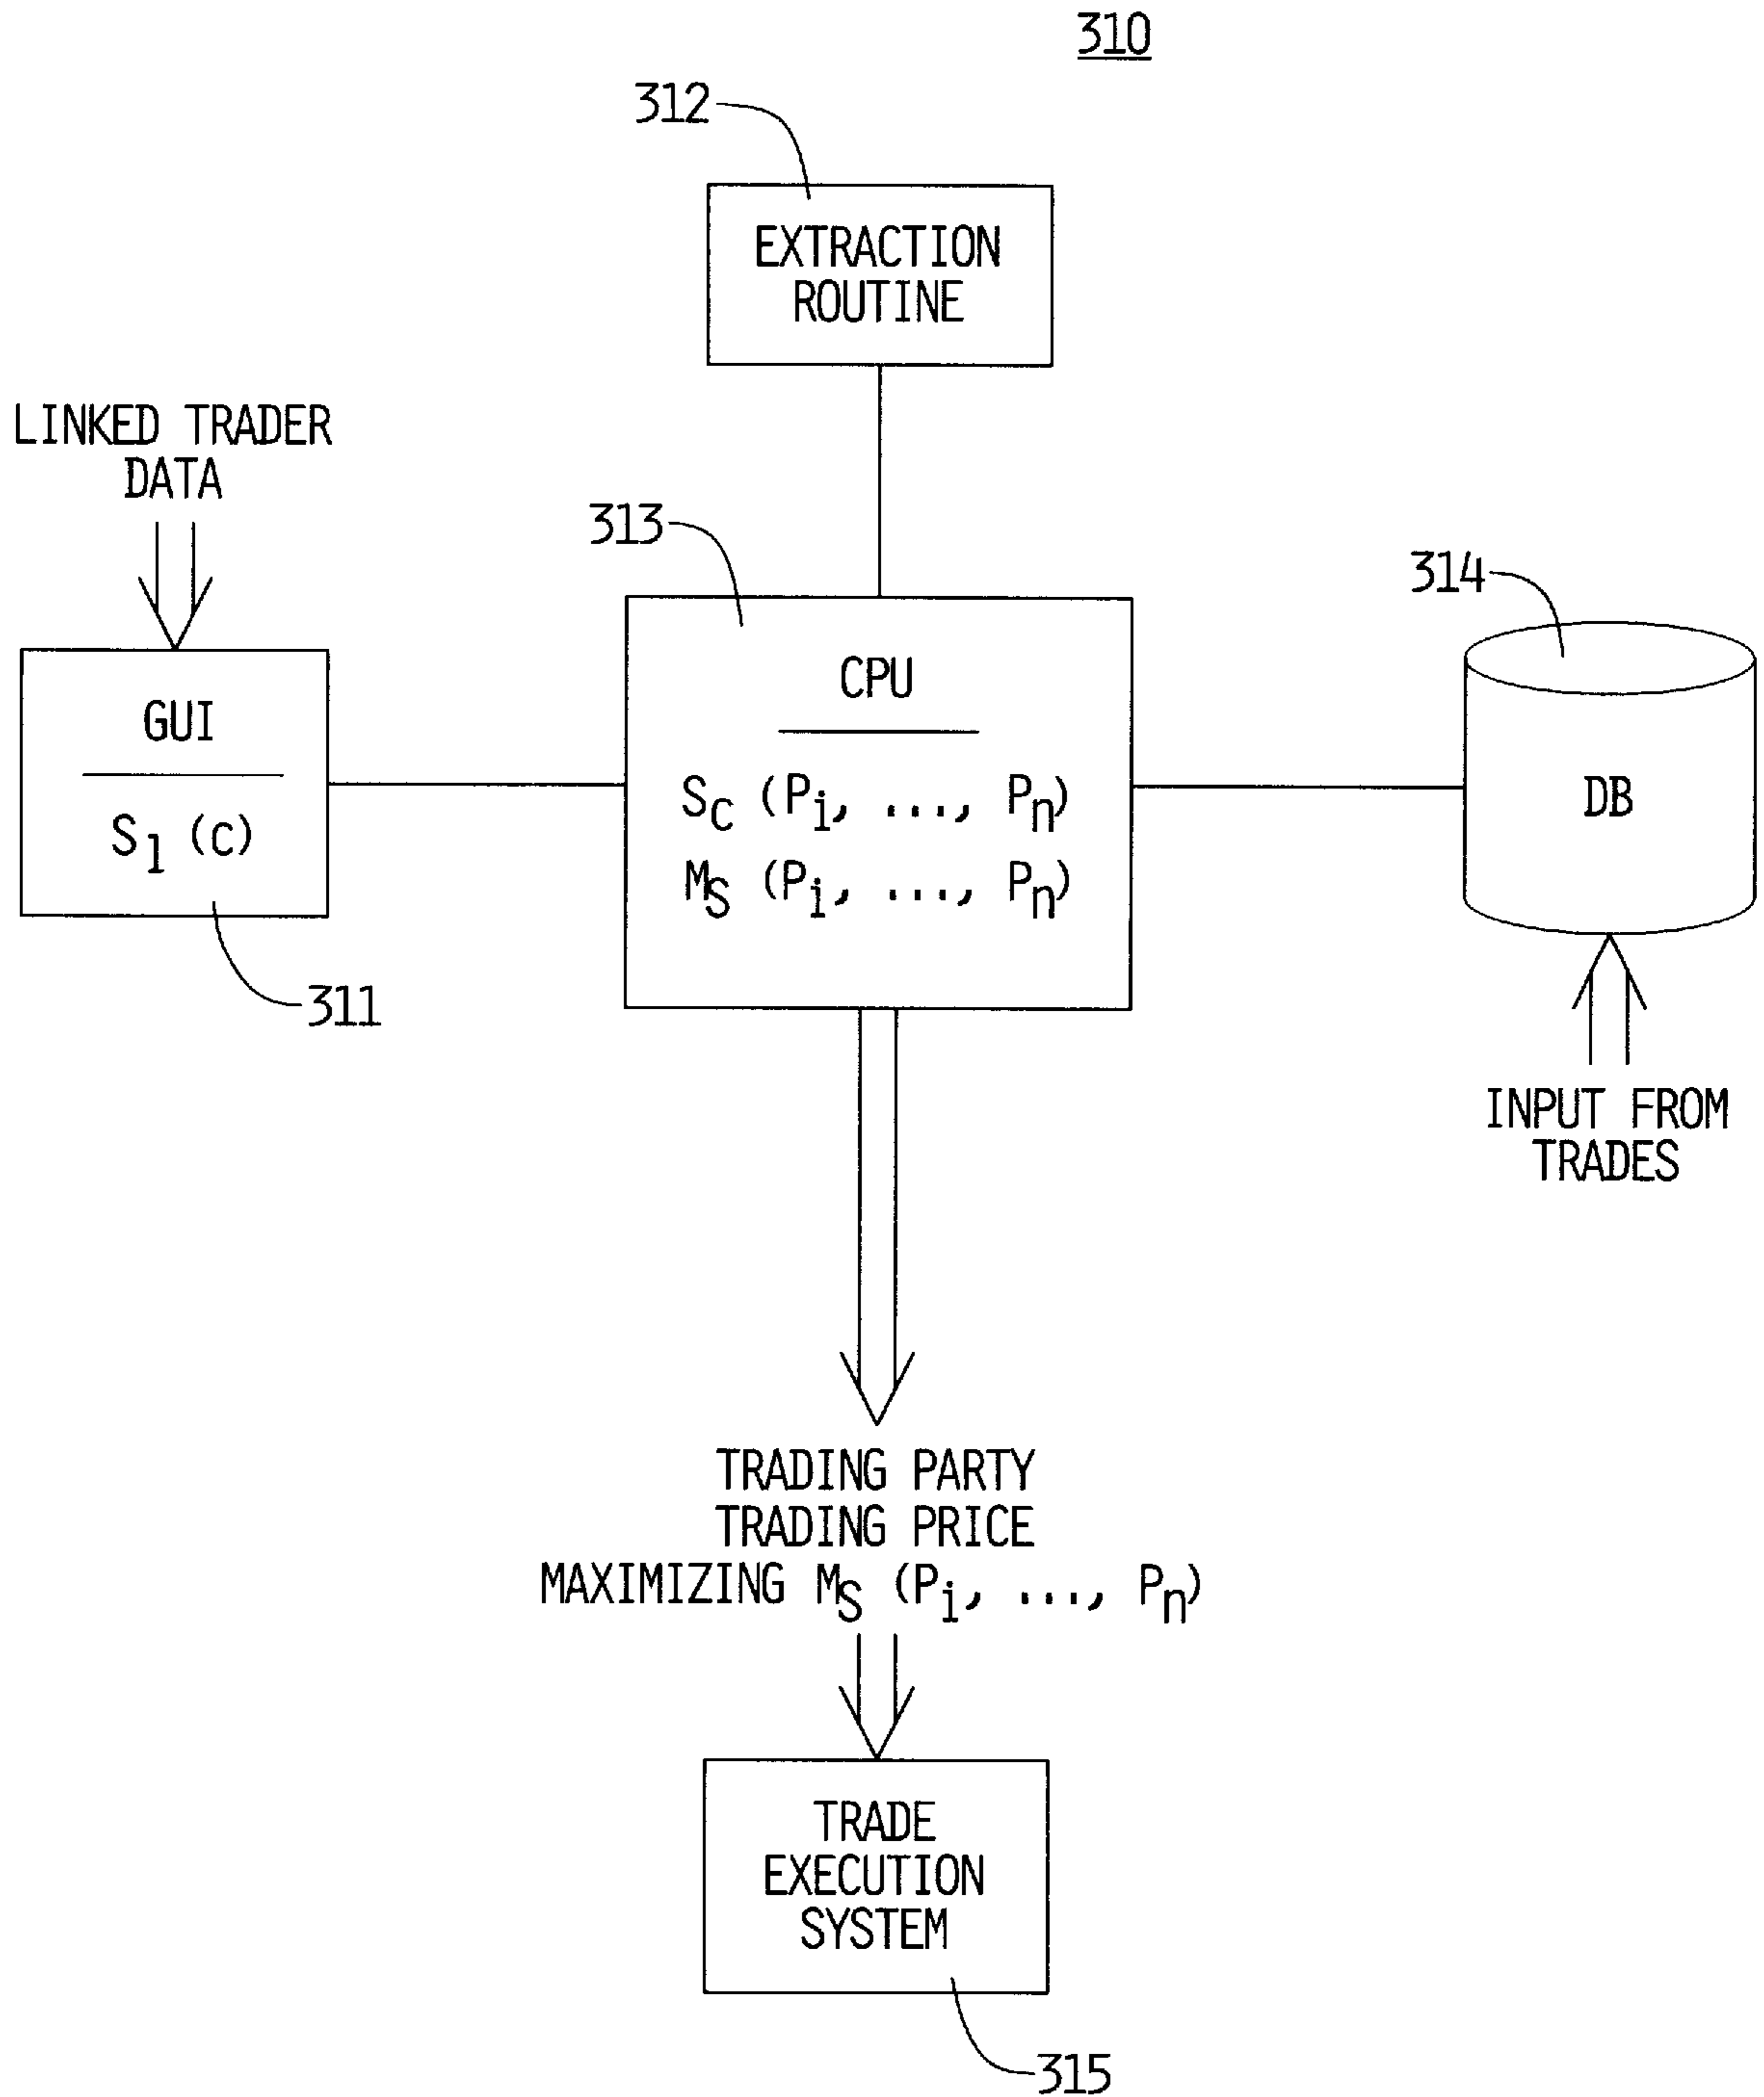 310
312
EXTRACTION
ROUTINE
LINKED TRADER
DATA
313
314
GUI
S1 (C)
311
CPU
SC (Pi, ..., Pn)
MS (Pi, ..., Pn)
DB
INPUT FROM
TRADES
TRADING PARTY
TRADING PRICE
MAXIMIZING MS (Pi, ..., Pn)
TRADE
EXECUTION
SYSTEM
315